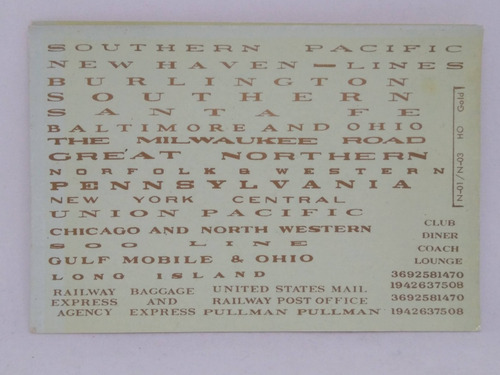 SOUTHERN PACIFIC
NEW HAVEN — LINES
BURLINGTON
SOUTHERN
SANTA FE
BALTIMORE AND OHIO
THE MILWAUKEE ROAD
GREAT NORTHERN
NORFOLK & WESTERN
PENNSYLVANIA
NEW YORK CENTRAL
UNION PACIFIC
CHICAGO AND NORTH WESTERN
SOO LINE
GULF MOBILE & OHIO
LONG ISLAND
RAILWAY BAGGAGE UNITED STATES MAIL
EXPRESS AND RAILWAY POST OFFICE
AGENCY EXPRESS PULLMAN PULLMAN
CLUB
DINER
COACH
LOUNGE
3692581470
1942637508
3692581470
1942637508
N-01/N-03 HO Gold